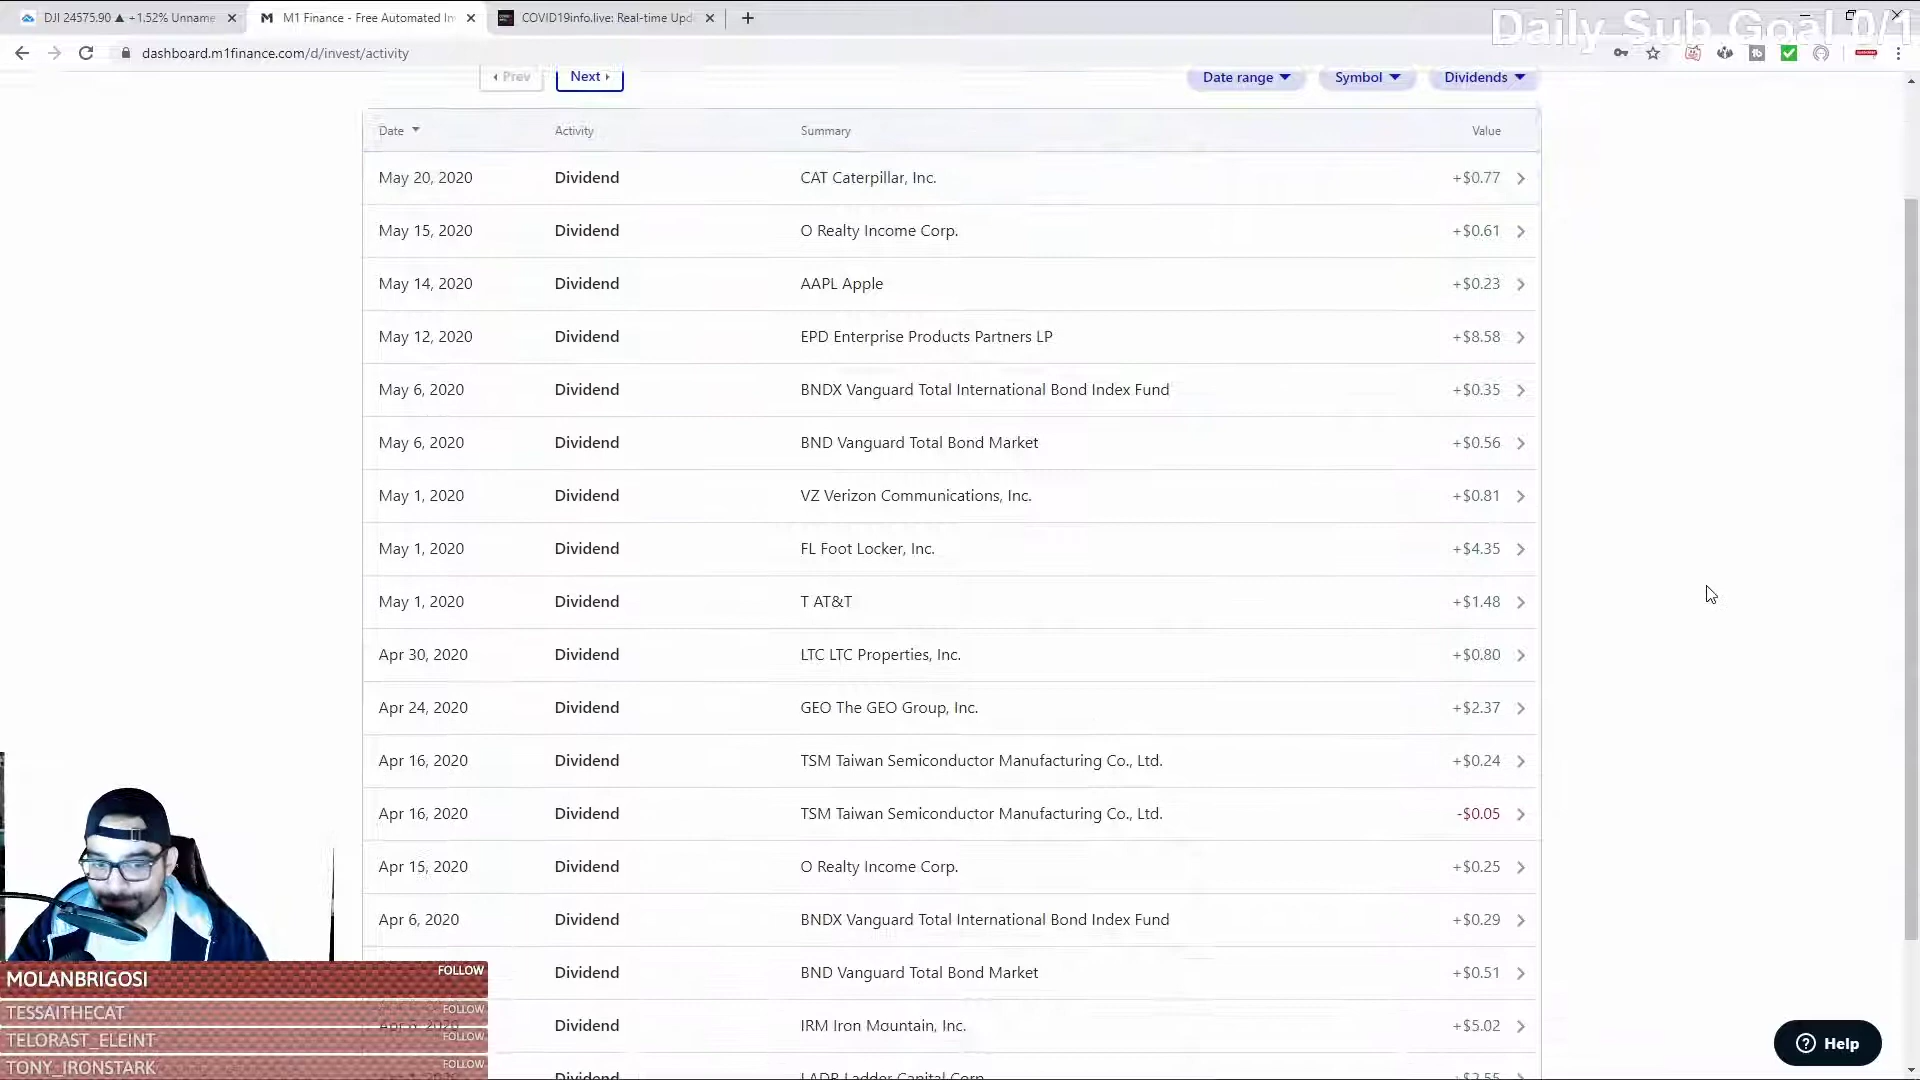 DJI 24575.90 ▲ +1.52% Unname
M1 Finance - Free Automated In
COVID19info.live: Real-time Upd
Daily Sub Goal 0/1
dashboard.m1finance.com/d/invest/activity
Prev Next Date range Symbol Dividends
Date Activity Summary Value
May 20, 2020 Dividend CAT Caterpillar, Inc. +$0.77
May 15, 2020 Dividend O Realty Income Corp. +$0.61
May 14, 2020 Dividend AAPL Apple +$0.23
May 12, 2020 Dividend EPD Enterprise Products Partners LP +$8.58
May 6, 2020 Dividend BNDX Vanguard Total International Bond Index Fund +$0.35
May 6, 2020 Dividend BND Vanguard Total Bond Market +$0.56
May 1, 2020 Dividend VZ Verizon Communications, Inc. +$0.81
May 1, 2020 Dividend FL Foot Locker, Inc. +$4.35
May 1, 2020 Dividend T AT&T +$1.48
Apr 30, 2020 Dividend LTC LTC Properties, Inc. +$0.80
Apr 24, 2020 Dividend GEO The GEO Group, Inc. +$2.37
Apr 16, 2020 Dividend TSM Taiwan Semiconductor Manufacturing Co., Ltd. +$0.24
Apr 16, 2020 Dividend TSM Taiwan Semiconductor Manufacturing Co., Ltd. -$0.05
Apr 15, 2020 Dividend O Realty Income Corp. +$0.25
Apr 6, 2020 Dividend BNDX Vanguard Total International Bond Index Fund +$0.29
Dividend BND Vanguard Total Bond Market +$0.51
Dividend IRM Iron Mountain, Inc. +$5.02
Dividend LADR Ladder Capital Corp +$2.55
MOLANBRIGOSI FOLLOW
TESSAITHECAT FOLLOW
TELORAST_ELEINT FOLLOW
TONY_IRONSTARK FOLLOW
Help